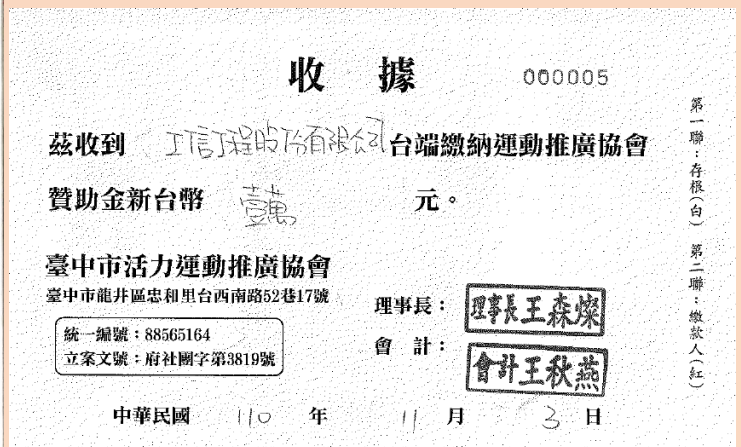 收 據 000005
茲收到 工信工程股份有限公司 台端繳納運動推廣協會
贊助金新台幣 壹萬 元。
臺中市活力運動推廣協會
臺中市龍井區忠和里台西南路52巷17號
統一編號：88565164
立案文號：府社團字第3819號
理事長： 理事長王森燦
會 計： 會計王秋燕
中華民國 110 年 11 月 3 日
第一聯：存根(白) 第二聯：繳款人(紅)